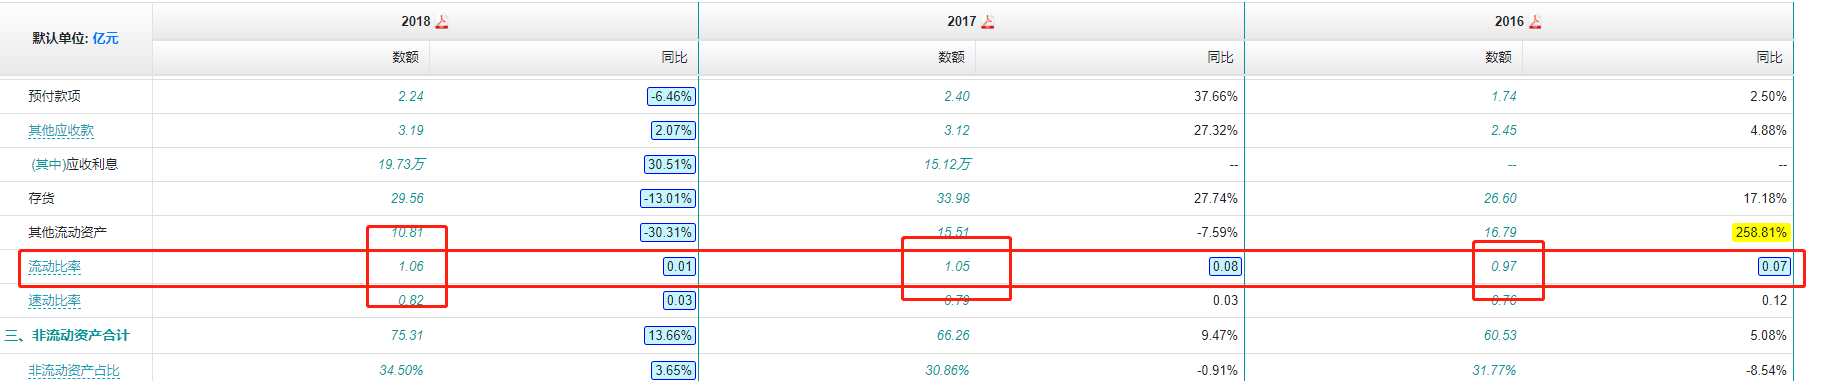 默认单位: 亿元 2018 2017 2016
数额 同比 数额 同比 数额 同比
预付款项 2.24 -6.46% 2.40 37.66% 1.74 2.50%
其他应收款 3.19 2.07% 3.12 27.32% 2.45 4.88%
(其中)应收利息 19.73万 30.51% 15.12万 -- -- --
存货 29.56 -13.01% 33.98 27.74% 26.60 17.18%
其他流动资产 10.81 -30.31% 15.51 -7.59% 16.79 258.81%
流动比率 1.06 0.01 1.05 0.08 0.97 0.07
速动比率 0.82 0.03 0.79 0.03 0.76 0.12
三、非流动资产合计 75.31 13.66% 66.26 9.47% 60.53 5.08%
非流动资产占比 34.50% 3.65% 30.86% -0.91% 31.77% -8.54%